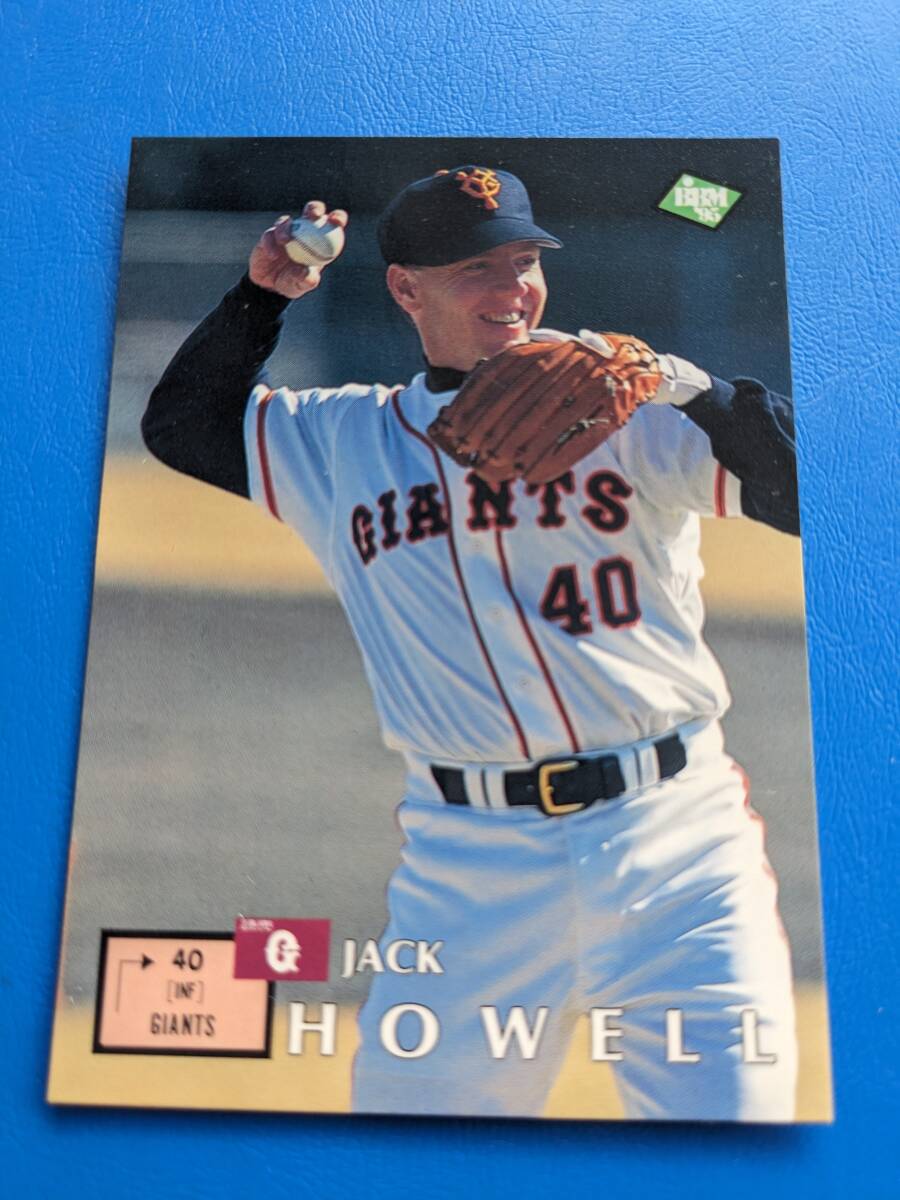 BBM
'95
GIANTS
40
40
[INF]
GIANTS
G
JACK
HOWELL